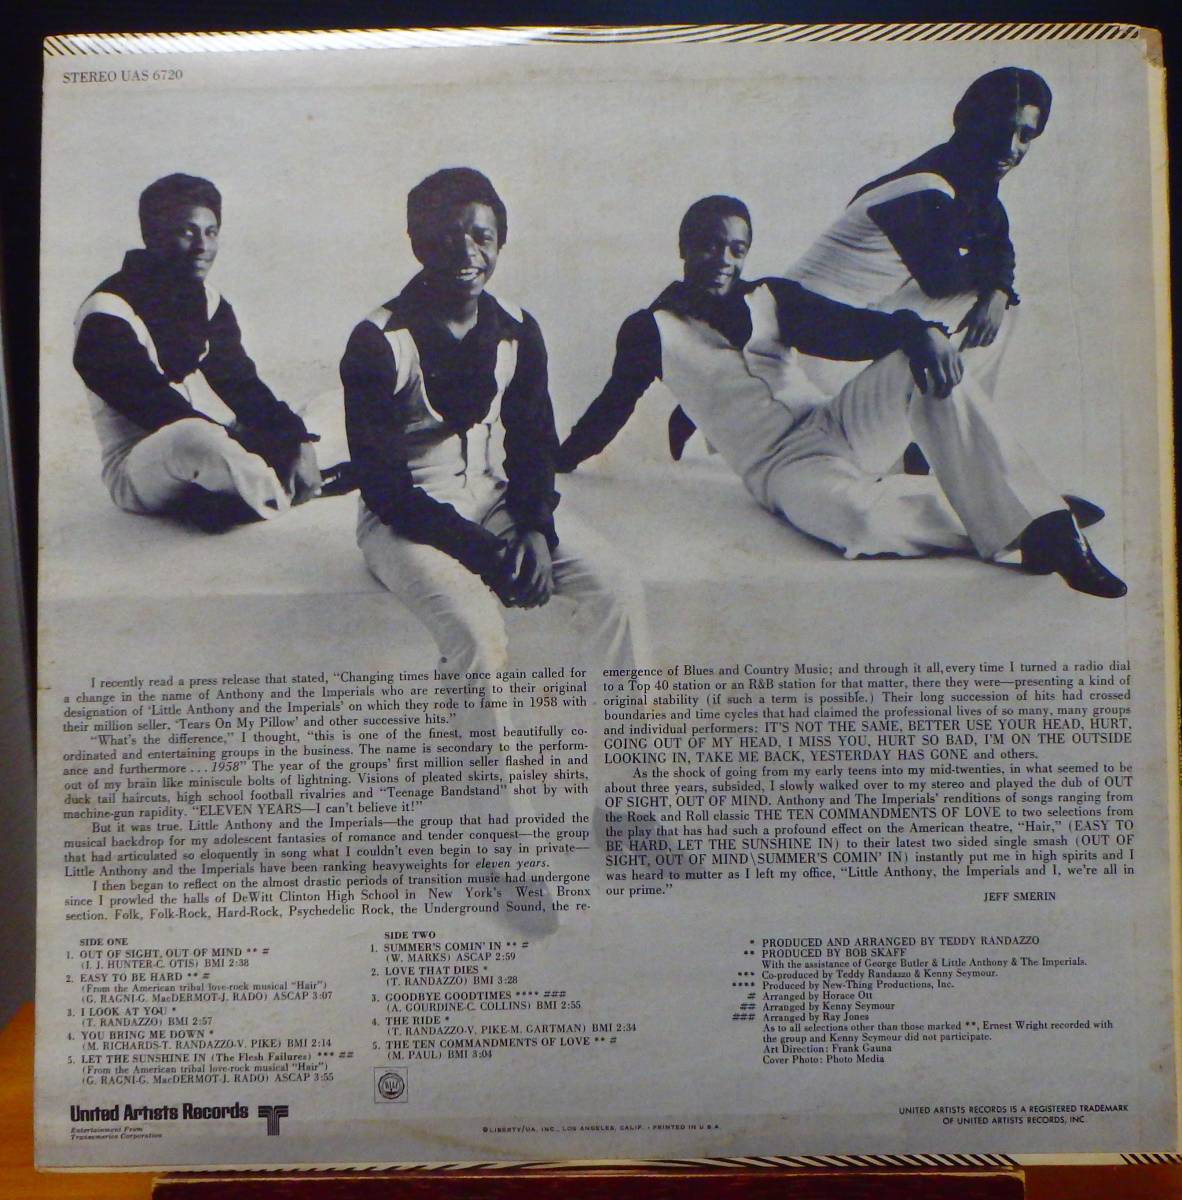 STEREO UAS 6720
I recently read a press release that stated, “Changing times have once again called for
a change in the name of Anthony and the Imperials who are reverting to their original
designation of ‘Little Anthony and the Imperials’ on which they rode to fame in 1958 with
their million seller, ‘Tears On My Pillow’ and other successive hits.”
“What’s the difference,” I thought, “this is one of the finest, most beautifully co-
ordinated and entertaining groups in the business. The name is secondary to the perform-
ance and furthermore . . . 1958” The year of the groups’ first million seller flashed in and
out of my brain like miniscule bolts of lightning. Visions of pleated skirts, paisley shirts,
duck tail haircuts, high school football rivalries and “Teenage Bandstand” shot by with
machine-gun rapidity. “ELEVEN YEARS—I can’t believe it!”
But it was true. Little Anthony and the Imperials—the group that had provided the
musical backdrop for my adolescent fantasies of romance and tender conquest—the group
that had articulated so eloquently in song what I couldn’t even begin to say in private—
Little Anthony and the Imperials have been ranking heavyweights for eleven years.
I then began to reflect on the almost drastic periods of transition music had undergone
since I prowled the halls of DeWitt Clinton High School in New York’s West Bronx
section. Folk, Folk-Rock, Hard-Rock, Psychedelic Rock, the Underground Sound, the re-
emergence of Blues and Country Music; and through it all, every time I turned a radio dial
to a Top 40 station or an R&B station for that matter, there they were—presenting a kind of
original stability (if such a term is possible.) Their long succession of hits had crossed
boundaries and time cycles that had claimed the professional lives of so many, many groups
and individual performers: IT’S NOT THE SAME, BETTER USE YOUR HEAD, HURT,
GOING OUT OF MY HEAD, I MISS YOU, HURT SO BAD, I’M ON THE OUTSIDE
LOOKING IN, TAKE ME BACK, YESTERDAY HAS GONE and others.
As the shock of going from my early teens into my mid-twenties, in what seemed to be
about three years, subsided, I slowly walked over to my stereo and played the dub of OUT
OF SIGHT, OUT OF MIND. Anthony and The Imperials’ renditions of songs ranging from
the Rock and Roll classic THE TEN COMMANDMENTS OF LOVE to two selections from
the play that has had such a profound effect on the American theatre, “Hair,” (EASY TO
BE HARD, LET THE SUNSHINE IN) to their latest two sided single smash (OUT OF
SIGHT, OUT OF MIND\SUMMER’S COMIN’ IN) instantly put me in high spirits and I
was heard to mutter as I left my office, “Little Anthony, the Imperials and I, we’re all in
our prime.”
JEFF SMERIN
SIDE ONE
1. OUT OF SIGHT, OUT OF MIND ** #
(I. J. HUNTER-C. OTIS) BMI 2:38
2. EASY TO BE HARD ** #
(From the American tribal love-rock musical “Hair”)
(G. RAGNI-G. MacDERMOT-J. RADO) ASCAP 3:07
3. I LOOK AT YOU *
(T. RANDAZZO) BMI 2:57
4. YOU BRING ME DOWN *
(M. RICHARDS-T. RANDAZZO-V. PIKE) BMI 2:14
5. LET THE SUNSHINE IN (The Flesh Failures) *** ##
(From the American tribal love-rock musical “Hair”)
(G. RAGNI-G. MacDERMOT-J. RADO) ASCAP 3:55
SIDE TWO
1. SUMMER’S COMIN’ IN ** #
(W. MARKS) ASCAP 2:59
2. LOVE THAT DIES *
(T. RANDAZZO) BMI 3:28
3. GOODBYE GOODTIMES **** ###
(A. GOURDINE-C. COLLINS) BMI 2:55
4. THE RIDE *
(T. RANDAZZO-V. PIKE-M. GARTMAN) BMI 2:34
5. THE TEN COMMANDMENTS OF LOVE ** #
(M. PAUL) BMI 3:04
* PRODUCED AND ARRANGED BY TEDDY RANDAZZO
** PRODUCED BY BOB SKAFF
With the assistance of George Butler & Little Anthony & The Imperials.
*** Co-produced by Teddy Randazzo & Kenny Seymour.
**** Produced by New-Thing Productions, Inc.
# Arranged by Horace Ott
## Arranged by Kenny Seymour
### Arranged by Ray Jones
As to all selections other than those marked **, Ernest Wright recorded with
the group and Kenny Seymour did not participate.
Art Direction: Frank Gauna
Cover Photo: Photo Media
United Artists Records
Entertainment From
Transamerica Corporation
© LIBERTY/UA, INC., LOS ANGELES, CALIF. • PRINTED IN U.S.A.
UNITED ARTISTS RECORDS IS A REGISTERED TRADEMARK
OF UNITED ARTISTS RECORDS, INC.